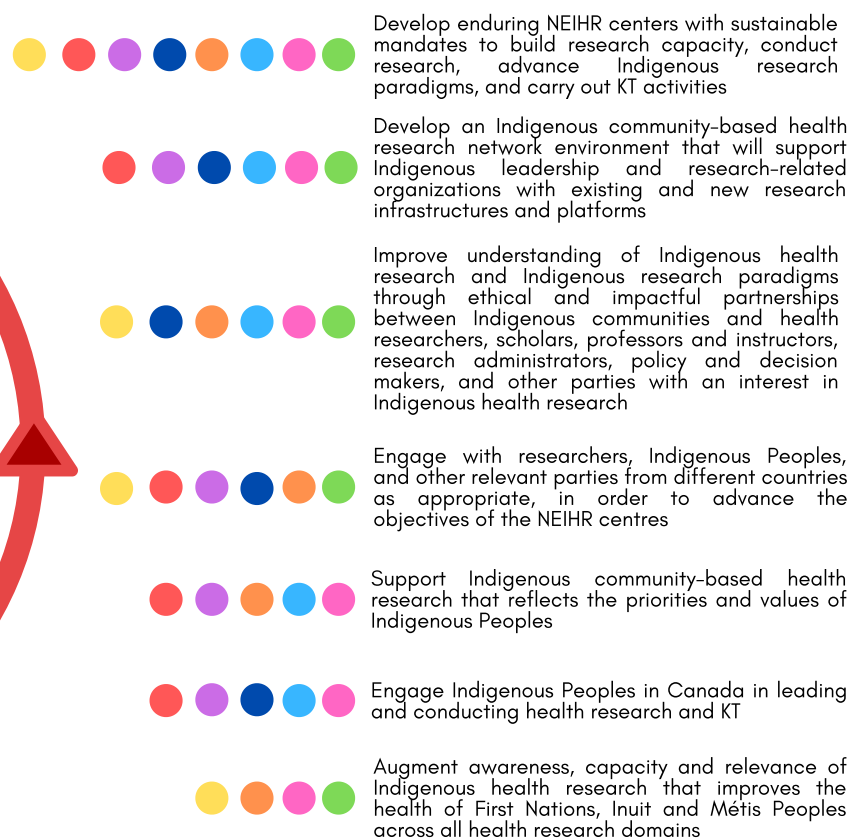 Develop enduring NEIHR centers with sustainable
mandates to build research capacity, conduct
research, advance Indigenous research
paradigms, and carry out KT activities
Develop an Indigenous community-based health
research network environment that will support
Indigenous leadership and research-related
organizations with existing and new research
infrastructures and platforms
Improve understanding of Indigenous health
research and Indigenous research paradigms
through ethical and impactful partnerships
between Indigenous communities and health
researchers, scholars, professors and instructors,
research administrators, policy and decision
makers, and other parties with an interest in
Indigenous health research
Engage with researchers, Indigenous Peoples,
and other relevant parties from different countries
as appropriate, in order to advance the
objectives of the NEIHR centres
Support Indigenous community-based health
research that reflects the priorities and values of
Indigenous Peoples
Engage Indigenous Peoples in Canada in leading
and conducting health research and KT
Augment awareness, capacity and relevance of
Indigenous health research that improves the
health of First Nations, Inuit and Métis Peoples
across all health research domains